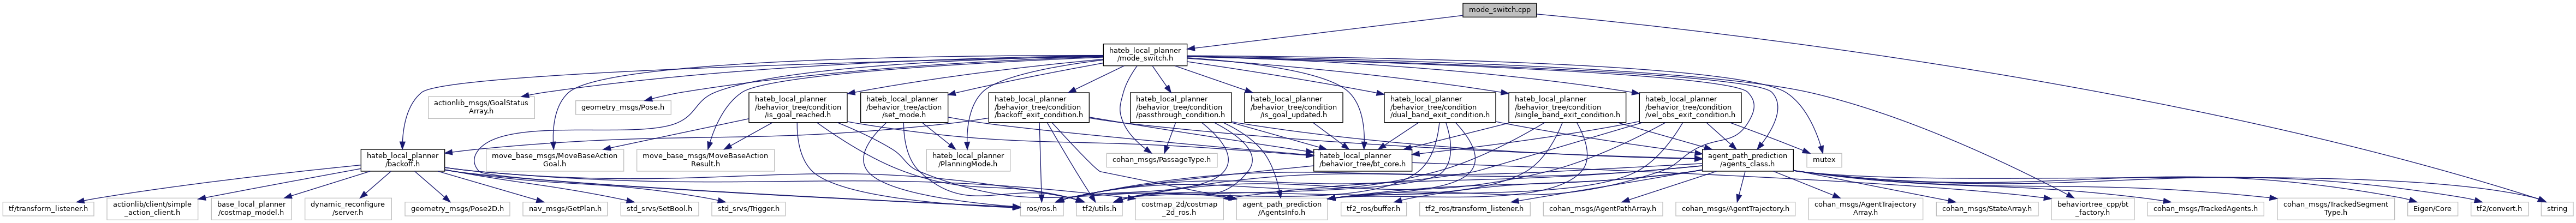 mode_switch.cpp
hateb_local_planner
/mode_switch.h
actionlib_msgs/GoalStatus
Array.h
geometry_msgs/Pose.h
hateb_local_planner
/behavior_tree/condition
/is_goal_reached.h
hateb_local_planner
/behavior_tree/action
/set_mode.h
hateb_local_planner
/behavior_tree/condition
/backoff_exit_condition.h
hateb_local_planner
/behavior_tree/condition
/passthrough_condition.h
hateb_local_planner
/behavior_tree/condition
/is_goal_updated.h
hateb_local_planner
/behavior_tree/condition
/dual_band_exit_condition.h
hateb_local_planner
/behavior_tree/condition
/single_band_exit_condition.h
hateb_local_planner
/behavior_tree/condition
/vel_obs_exit_condition.h
hateb_local_planner
/backoff.h
move_base_msgs/MoveBaseAction
Goal.h
move_base_msgs/MoveBaseAction
Result.h
hateb_local_planner
/PlanningMode.h
cohan_msgs/PassageType.h
hateb_local_planner
/behavior_tree/bt_core.h
agent_path_prediction
/agents_class.h
mutex
tf/transform_listener.h
actionlib/client/simple
_action_client.h
base_local_planner
/costmap_model.h
dynamic_reconfigure
/server.h
geometry_msgs/Pose2D.h
nav_msgs/GetPlan.h
std_srvs/SetBool.h
std_srvs/Trigger.h
ros/ros.h
tf2/utils.h
costmap_2d/costmap
_2d_ros.h
agent_path_prediction
/AgentsInfo.h
tf2_ros/buffer.h
tf2_ros/transform_listener.h
cohan_msgs/AgentPathArray.h
cohan_msgs/AgentTrajectory.h
cohan_msgs/AgentTrajectory
Array.h
cohan_msgs/StateArray.h
behaviortree_cpp/bt
_factory.h
cohan_msgs/TrackedAgents.h
cohan_msgs/TrackedSegment
Type.h
Eigen/Core
tf2/convert.h
string